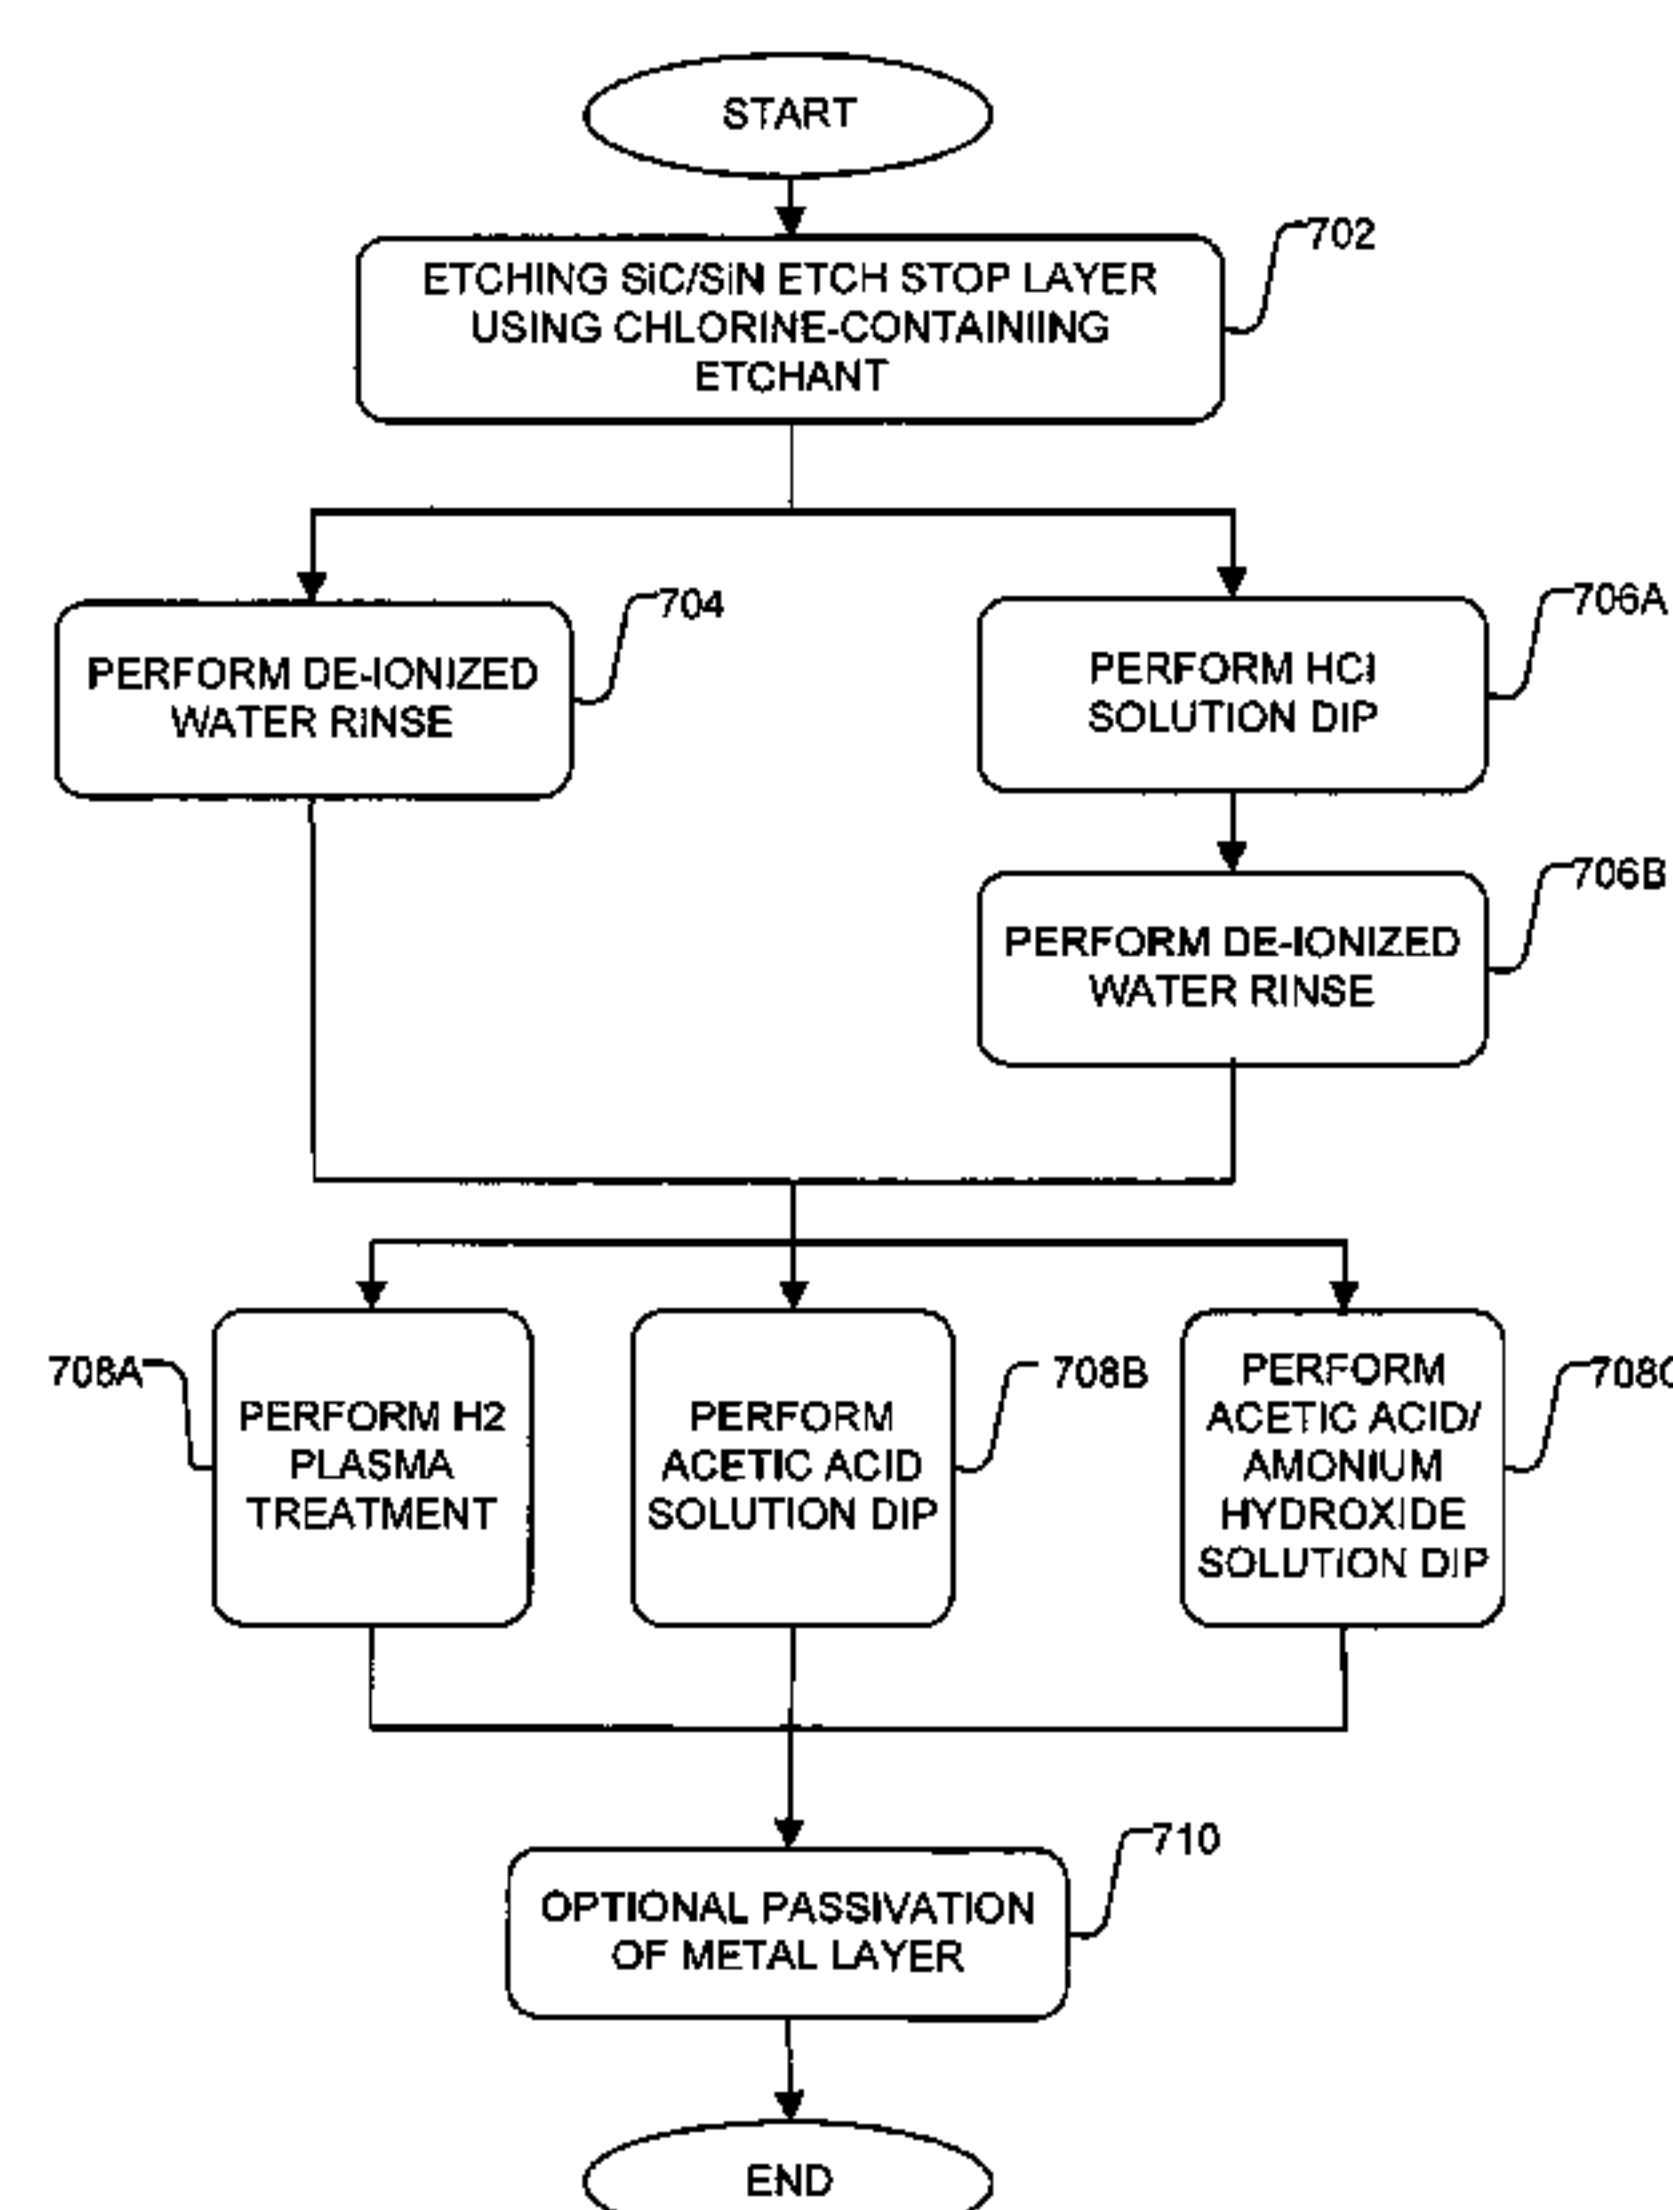 START
702
ETCHING SiC/SiN ETCH STOP LAYER
USING CHLORINE-CONTAINIING
ETCHANT
704
PERFORM DE-IONIZED
WATER RINSE
706A
PERFORM HCl
SOLUTION DIP
706B
PERFORM DE-IONIZED
WATER RINSE
708A
PERFORM H2
PLASMA
TREATMENT
708B
PERFORM
ACETIC ACID
SOLUTION DIP
708C
PERFORM
ACETIC ACID/
AMONIUM
HYDROXIDE
SOLUTION DIP
710
OPTIONAL PASSIVATION
OF METAL LAYER
END